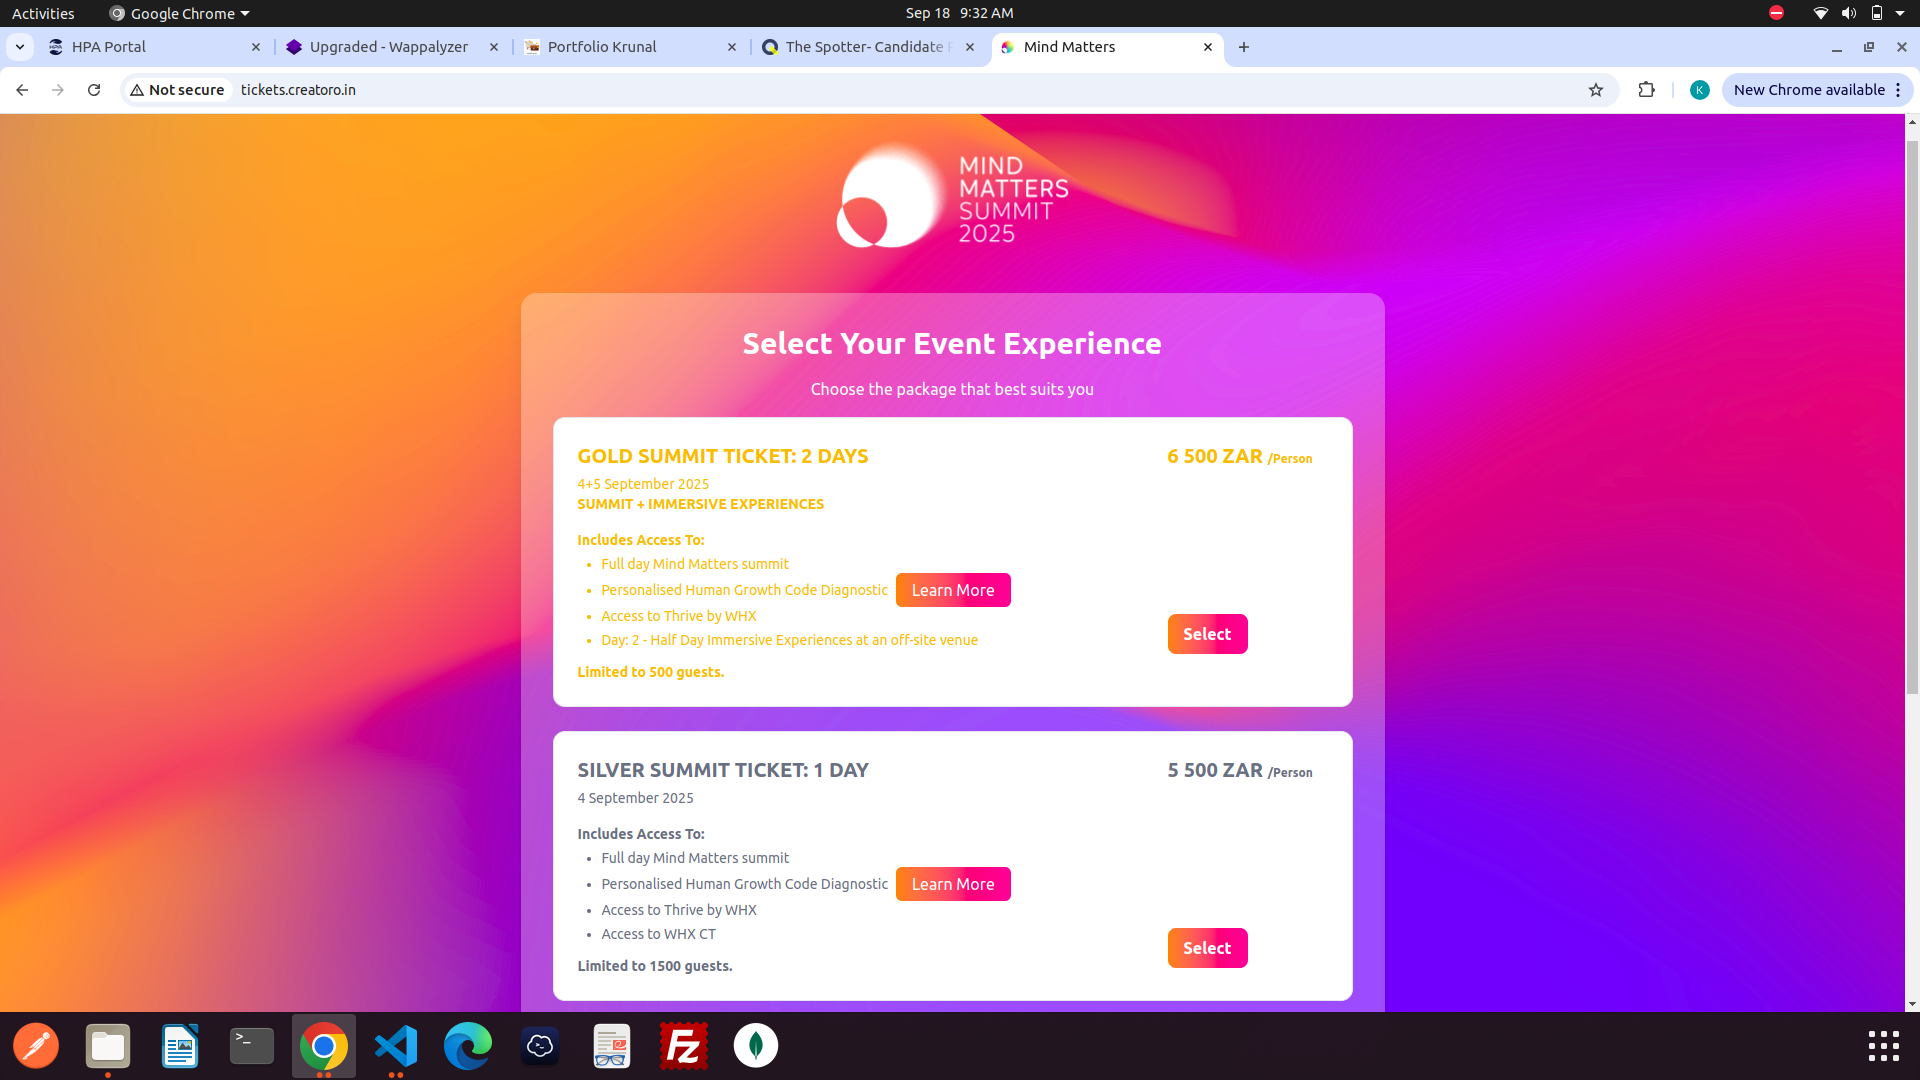 Activities
Google Chrome
Sep 18 9:32 AM
HPA Portal
Upgraded - Wappalyzer
Portfolio Krunal
The Spotter- Candidate
Mind Matters
Not secure
tickets.creatoro.in
K
New Chrome available
MIND
MATTERS
SUMMIT
2025
Select Your Event Experience
Choose the package that best suits you
GOLD SUMMIT TICKET: 2 DAYS
6 500 ZAR /Person
4+5 September 2025
SUMMIT + IMMERSIVE EXPERIENCES
Includes Access To:
• Full day Mind Matters summit
• Personalised Human Growth Code Diagnostic Learn More
• Access to Thrive by WHX
• Day: 2 - Half Day Immersive Experiences at an off-site venue
Select
Limited to 500 guests.
SILVER SUMMIT TICKET: 1 DAY
5 500 ZAR /Person
4 September 2025
Includes Access To:
• Full day Mind Matters summit
• Personalised Human Growth Code Diagnostic Learn More
• Access to Thrive by WHX
• Access to WHX CT
Select
Limited to 1500 guests.
>_
Fz